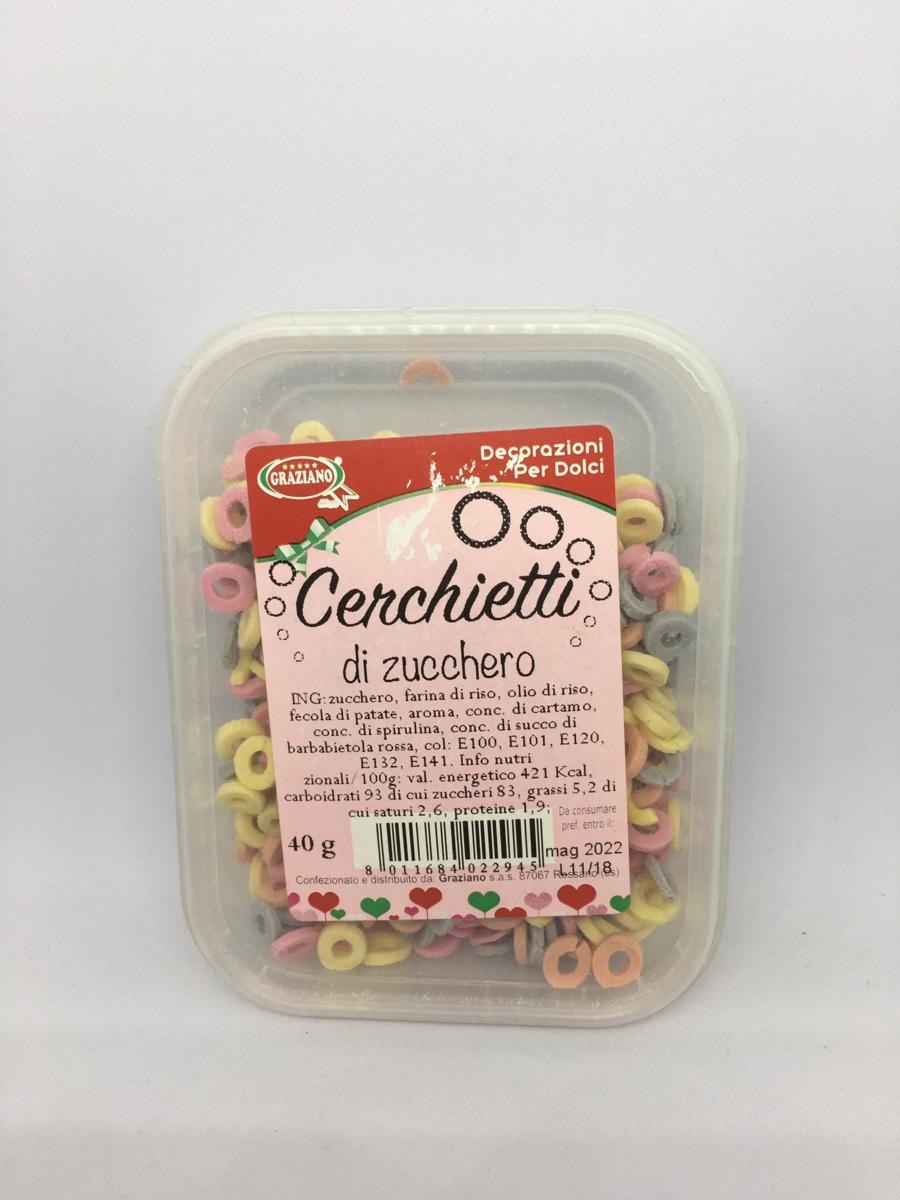 GRAZIANO
Decorazioni
Per Dolci
Cerchietti
di zucchero
ING: zucchero, farina di riso, olio di riso,
fecola di patate, aroma, conc. di cartamo,
conc. di spirulina, conc. di succo di
barbabietola rossa, col: E100, E101, E120,
E132, E141. Info nutri
zionali/100g: val. energetico 421 Kcal,
carboidrati 93 di cui zuccheri 83, grassi 5,2 di
cui saturi 2,6, proteine 1,9;
Da consumare
pref. entro il:
40 g
mag 2022
8 011684 022945
L11/18
Confezionato e distribuito da: Graziano s.a.s. 87067 Rossano (cs)